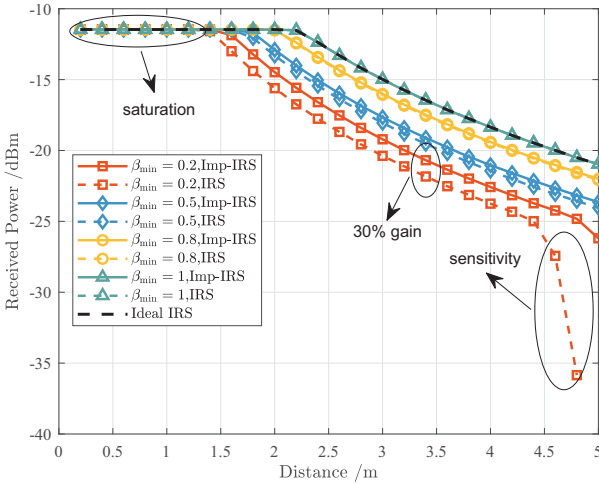 -10
-15
-20
-25
-30
-35
-40
Received Power /dBm
saturation
β_min = 0.2,Imp-IRS
β_min = 0.2,IRS
β_min = 0.5,Imp-IRS
β_min = 0.5,IRS
β_min = 0.8,Imp-IRS
β_min = 0.8,IRS
β_min = 1,Imp-IRS
β_min = 1,IRS
Ideal IRS
30% gain
sensitivity
0 0.5 1 1.5 2 2.5 3 3.5 4 4.5 5
Distance /m